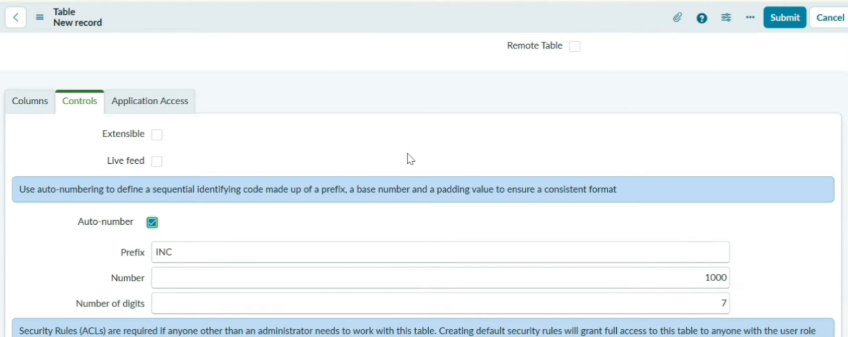 Table
New record
Submit
Cancel
Remote Table
Columns
Controls
Application Access
Extensible
Live feed
Use auto-numbering to define a sequential identifying code made up of a prefix, a base number and a padding value to ensure a consistent format
Auto-number
Prefix INC
Number 1000
Number of digits 7
Security Rules (ACLs) are required if anyone other than an administrator needs to work with this table. Creating default security rules will grant full access to this table to anyone with the user role